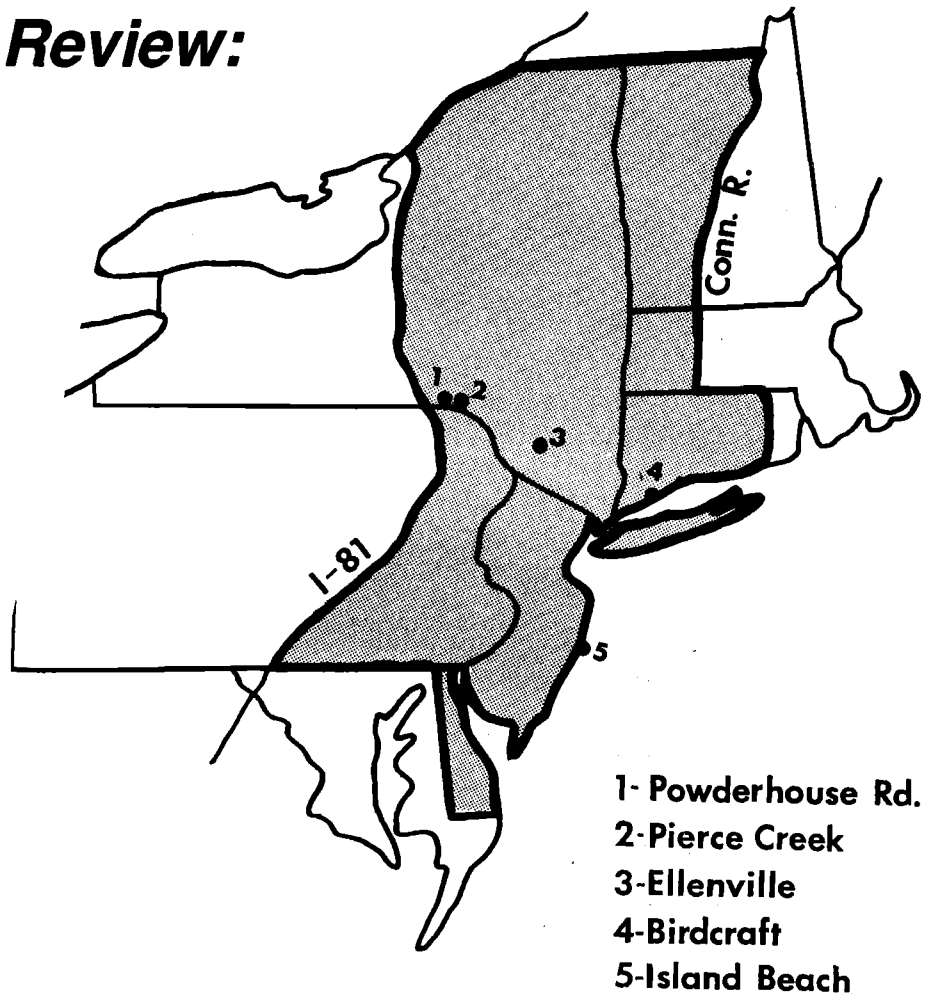 Review:
Conn. R.
1
2
3
4
I-81
5
1- Powderhouse Rd.
2-Pierce Creek
3-Ellenville
4-Birdcraft
5-Island Beach